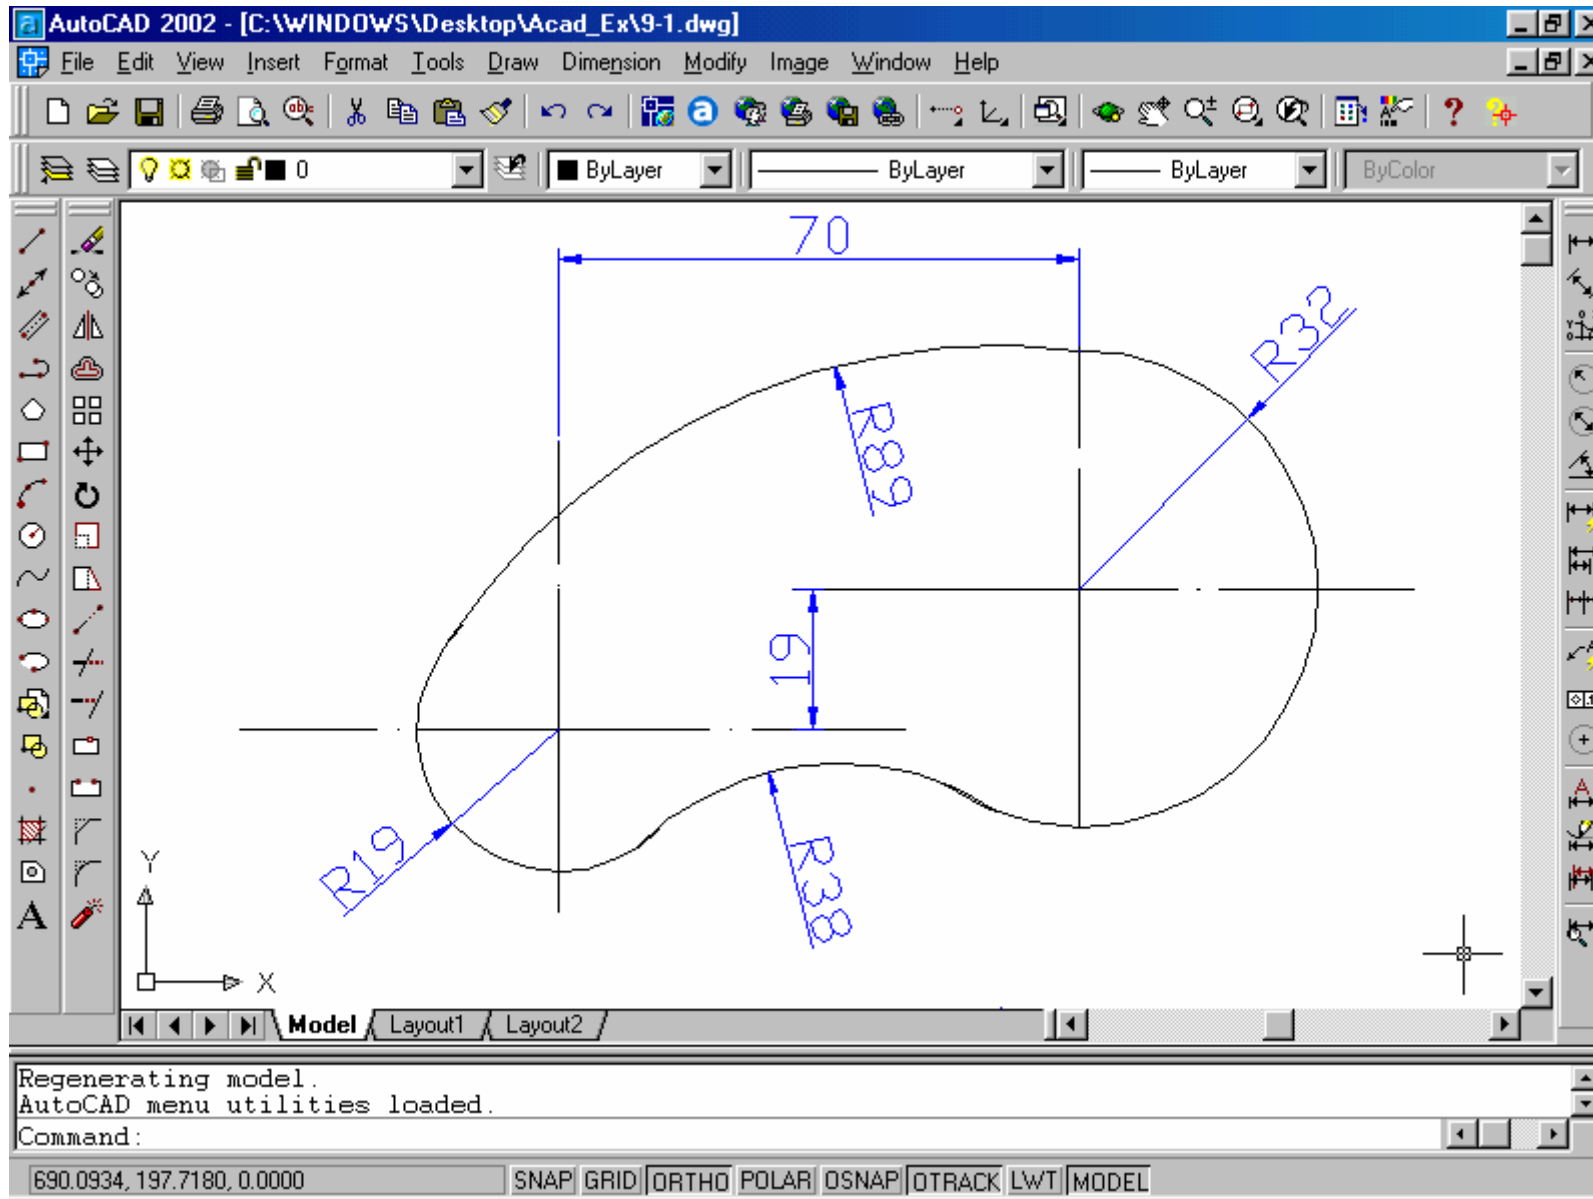 AutoCAD 2002 - [C:\WINDOWS\Desktop\Acad_Ex\9-1.dwg]
File Edit View Insert Format Tools Draw Dimension Modify Image Window Help
0 ByLayer ByLayer ByLayer ByColor
70
R32
R89
19
R19
R38
Y
X
Model Layout1 Layout2
Regenerating model.
AutoCAD menu utilities loaded.
Command:
690.0934, 197.7180, 0.0000 SNAP GRID ORTHO POLAR OSNAP OTRACK LWT MODEL